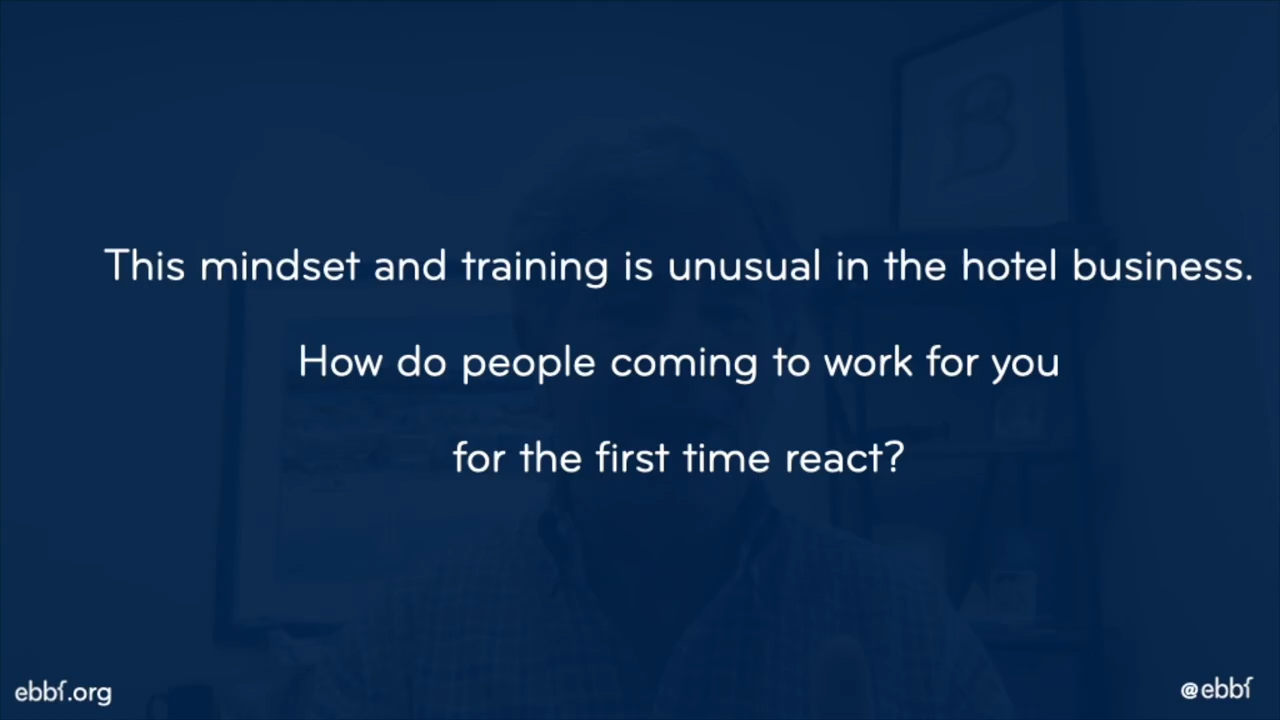 This mindset and training is unusual in the hotel business.
How do people coming to work for you
for the first time react?
ebbf.org
@ebbf